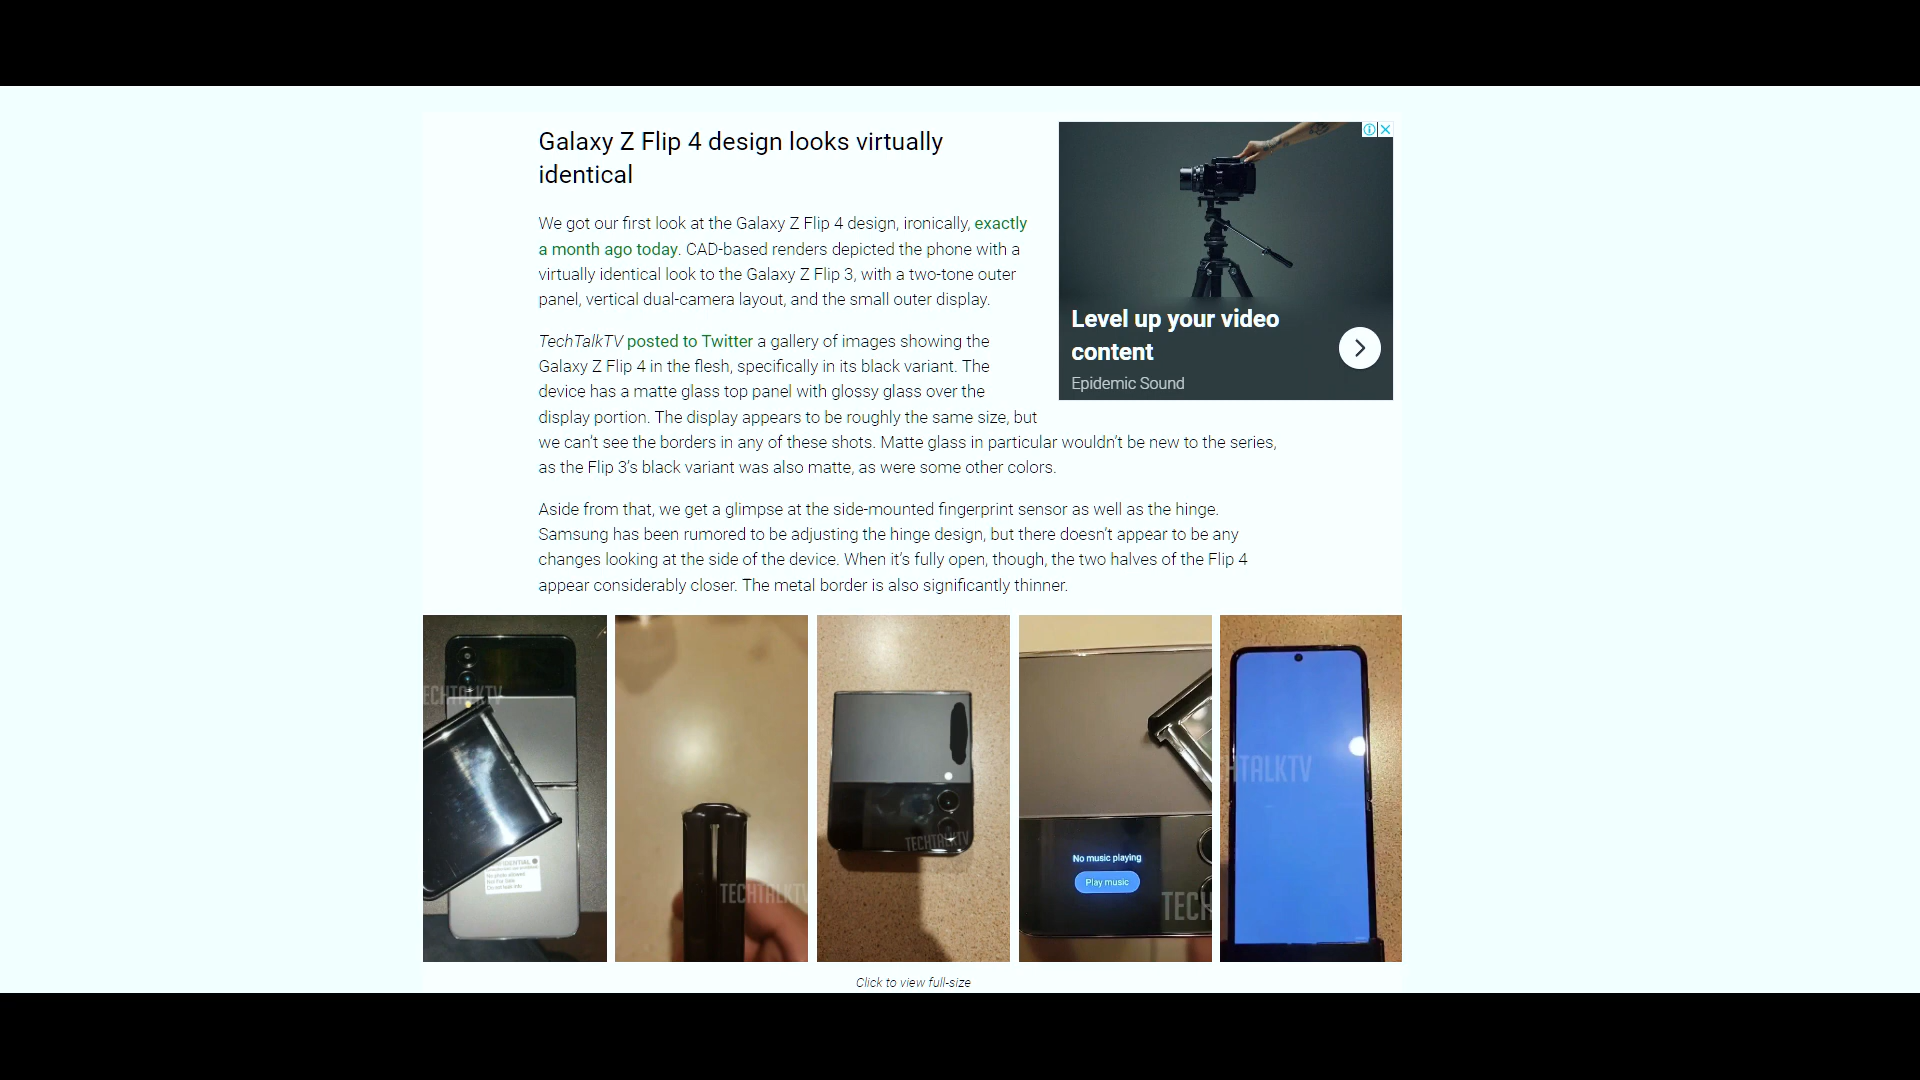 Galaxy Z Flip 4 design looks virtually
identical
We got our first look at the Galaxy Z Flip 4 design, ironically, exactly
a month ago today. CAD-based renders depicted the phone with a
virtually identical look to the Galaxy Z Flip 3, with a two-tone outer
panel, vertical dual-camera layout, and the small outer display.
TechTalkTV posted to Twitter a gallery of images showing the
Galaxy Z Flip 4 in the flesh, specifically in its black variant. The
device has a matte glass top panel with glossy glass over the
display portion. The display appears to be roughly the same size, but
we can’t see the borders in any of these shots. Matte glass in particular wouldn’t be new to the series,
as the Flip 3’s black variant was also matte, as were some other colors.
Aside from that, we get a glimpse at the side-mounted fingerprint sensor as well as the hinge.
Samsung has been rumored to be adjusting the hinge design, but there doesn’t appear to be any
changes looking at the side of the device. When it’s fully open, though, the two halves of the Flip 4
appear considerably closer. The metal border is also significantly thinner.
Level up your video
content
Epidemic Sound
ECHTALKTV
TECHTALKTV
TECHTALKTV
No music playing
Play music
TECH
HTALKTV
Click to view full-size